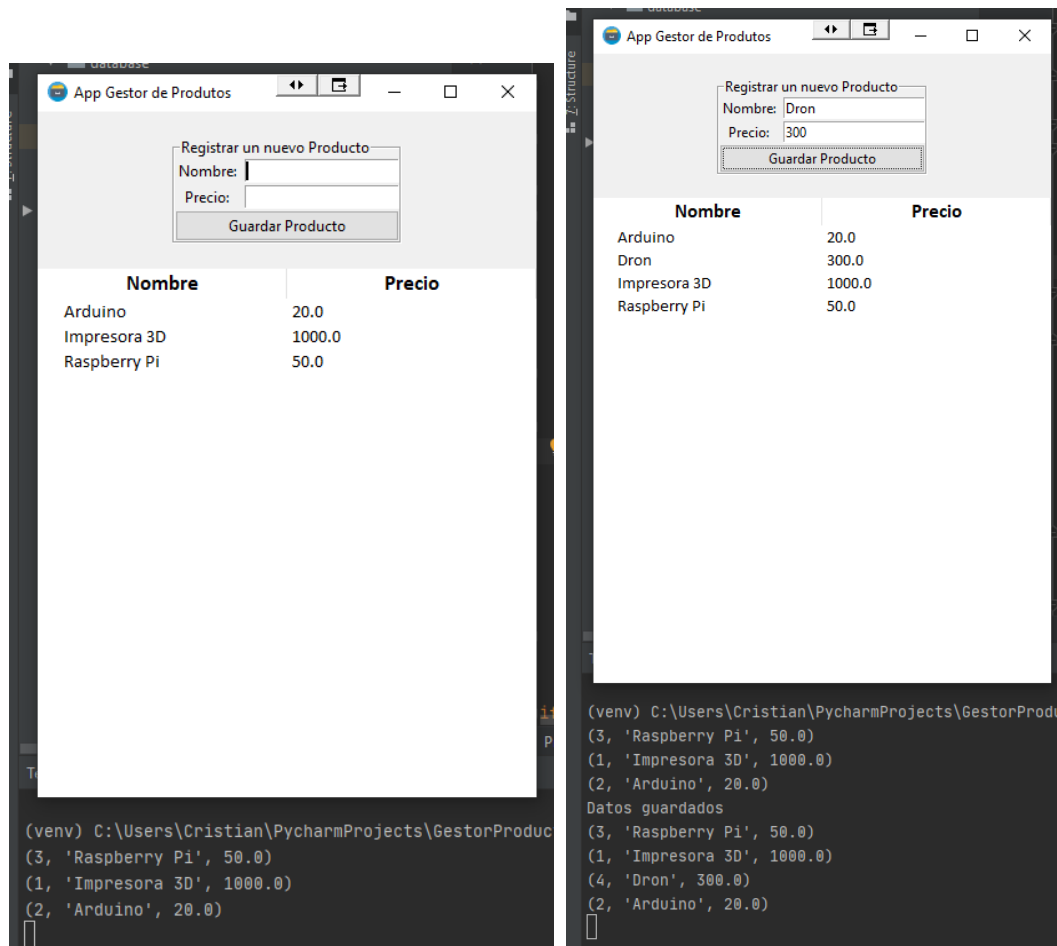 database
App Gestor de Produtos
Registrar un nuevo Producto
Nombre:
Precio:
Guardar Producto
Nombre Precio
Arduino 20.0
Impresora 3D 1000.0
Raspberry Pi 50.0
(venv) C:\Users\Cristian\PycharmProjects\GestorProduc
(3, 'Raspberry Pi', 50.0)
(1, 'Impresora 3D', 1000.0)
(2, 'Arduino', 20.0)
database
Z: Structure
App Gestor de Produtos
Registrar un nuevo Producto
Nombre: Dron
Precio: 300
Guardar Producto
Nombre Precio
Arduino 20.0
Dron 300.0
Impresora 3D 1000.0
Raspberry Pi 50.0
(venv) C:\Users\Cristian\PycharmProjects\GestorProdu
(3, 'Raspberry Pi', 50.0)
(1, 'Impresora 3D', 1000.0)
(2, 'Arduino', 20.0)
Datos guardados
(3, 'Raspberry Pi', 50.0)
(1, 'Impresora 3D', 1000.0)
(4, 'Dron', 300.0)
(2, 'Arduino', 20.0)